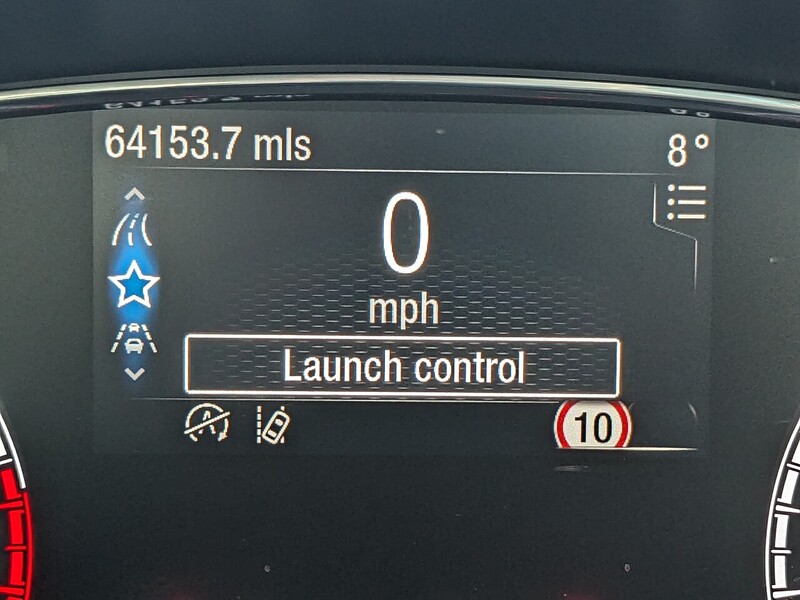 64153.7 mls
8°
0
mph
Launch control
A
10